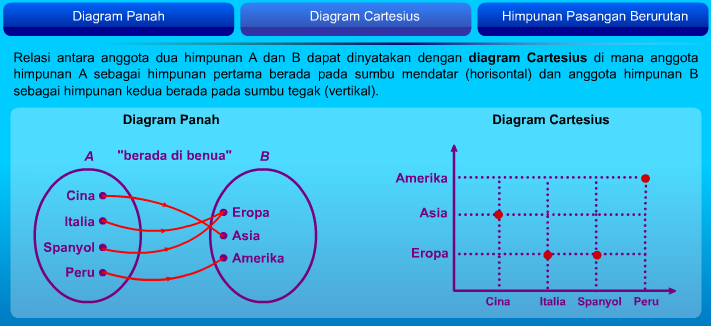 Diagram Panah
Diagram Cartesius
Himpunan Pasangan Berurutan
Relasi antara anggota dua himpunan A dan B dapat dinyatakan dengan diagram Cartesius di mana anggota
himpunan A sebagai himpunan pertama berada pada sumbu mendatar (horisontal) dan anggota himpunan B
sebagai himpunan kedua berada pada sumbu tegak (vertikal).
Diagram Panah
A "berada di benua" B
Cina
Italia
Spanyol
Peru
Eropa
Asia
Amerika
Diagram Cartesius
Amerika
Asia
Eropa
Cina Italia Spanyol Peru